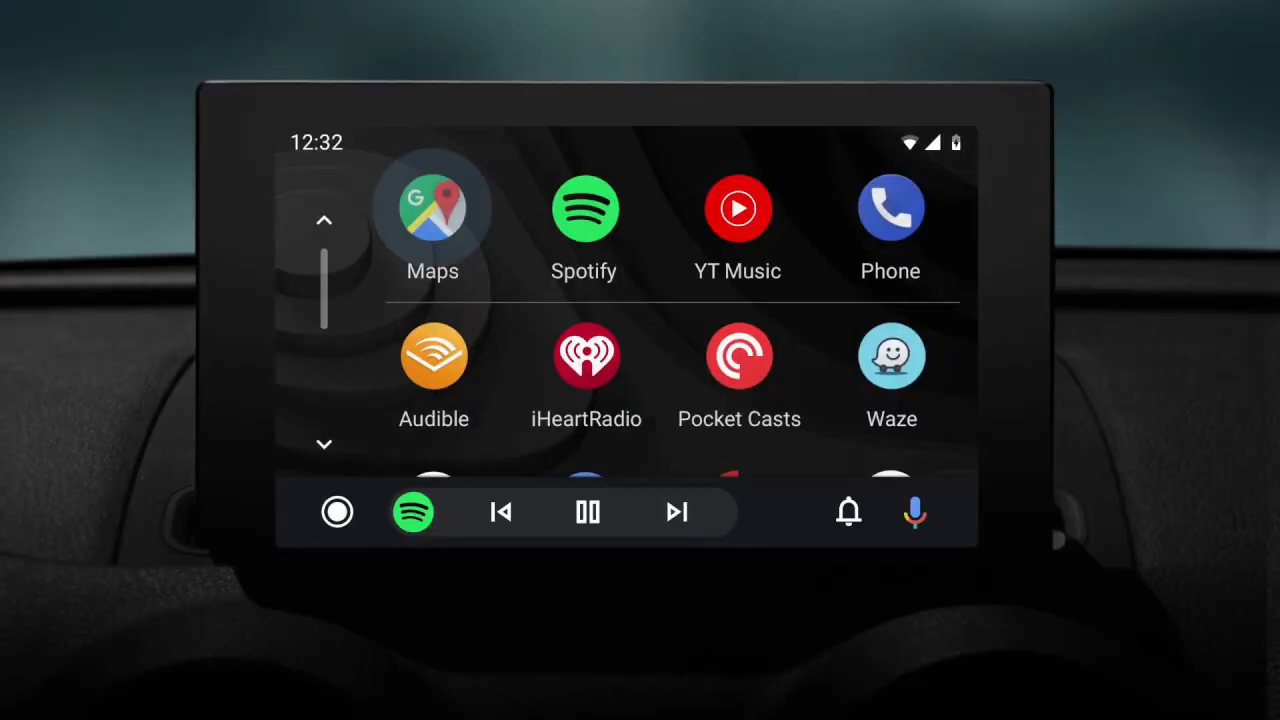 12:32
G
Maps
Spotify
YT Music
Phone
Audible
iHeartRadio
Pocket Casts
Waze